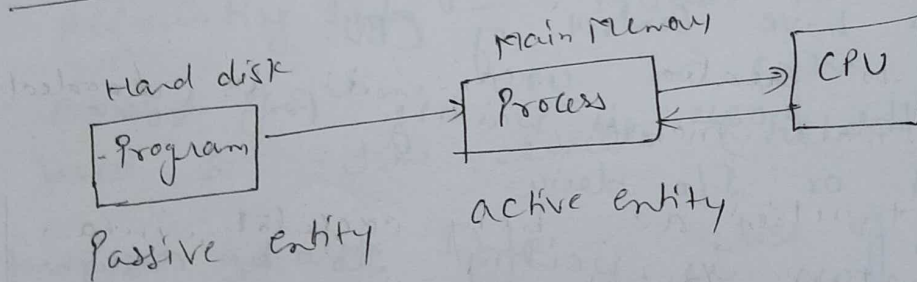 Main Memory
Hard disk
CPU
Process
Program
active entity
Passive entity